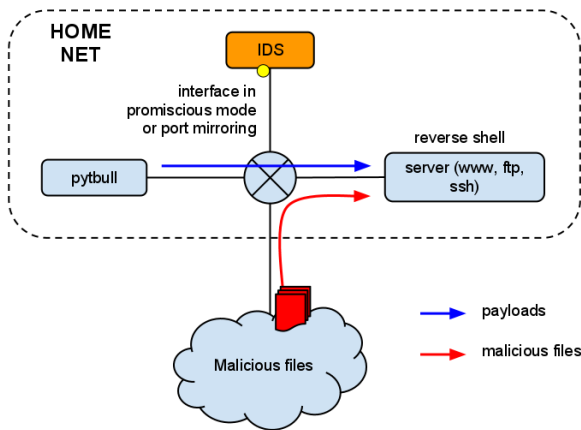 HOME
NET
IDS
interface in
promiscious mode
or port mirroring
reverse shell
pytbull
server (www, ftp,
ssh)
payloads
malicious files
Malicious files